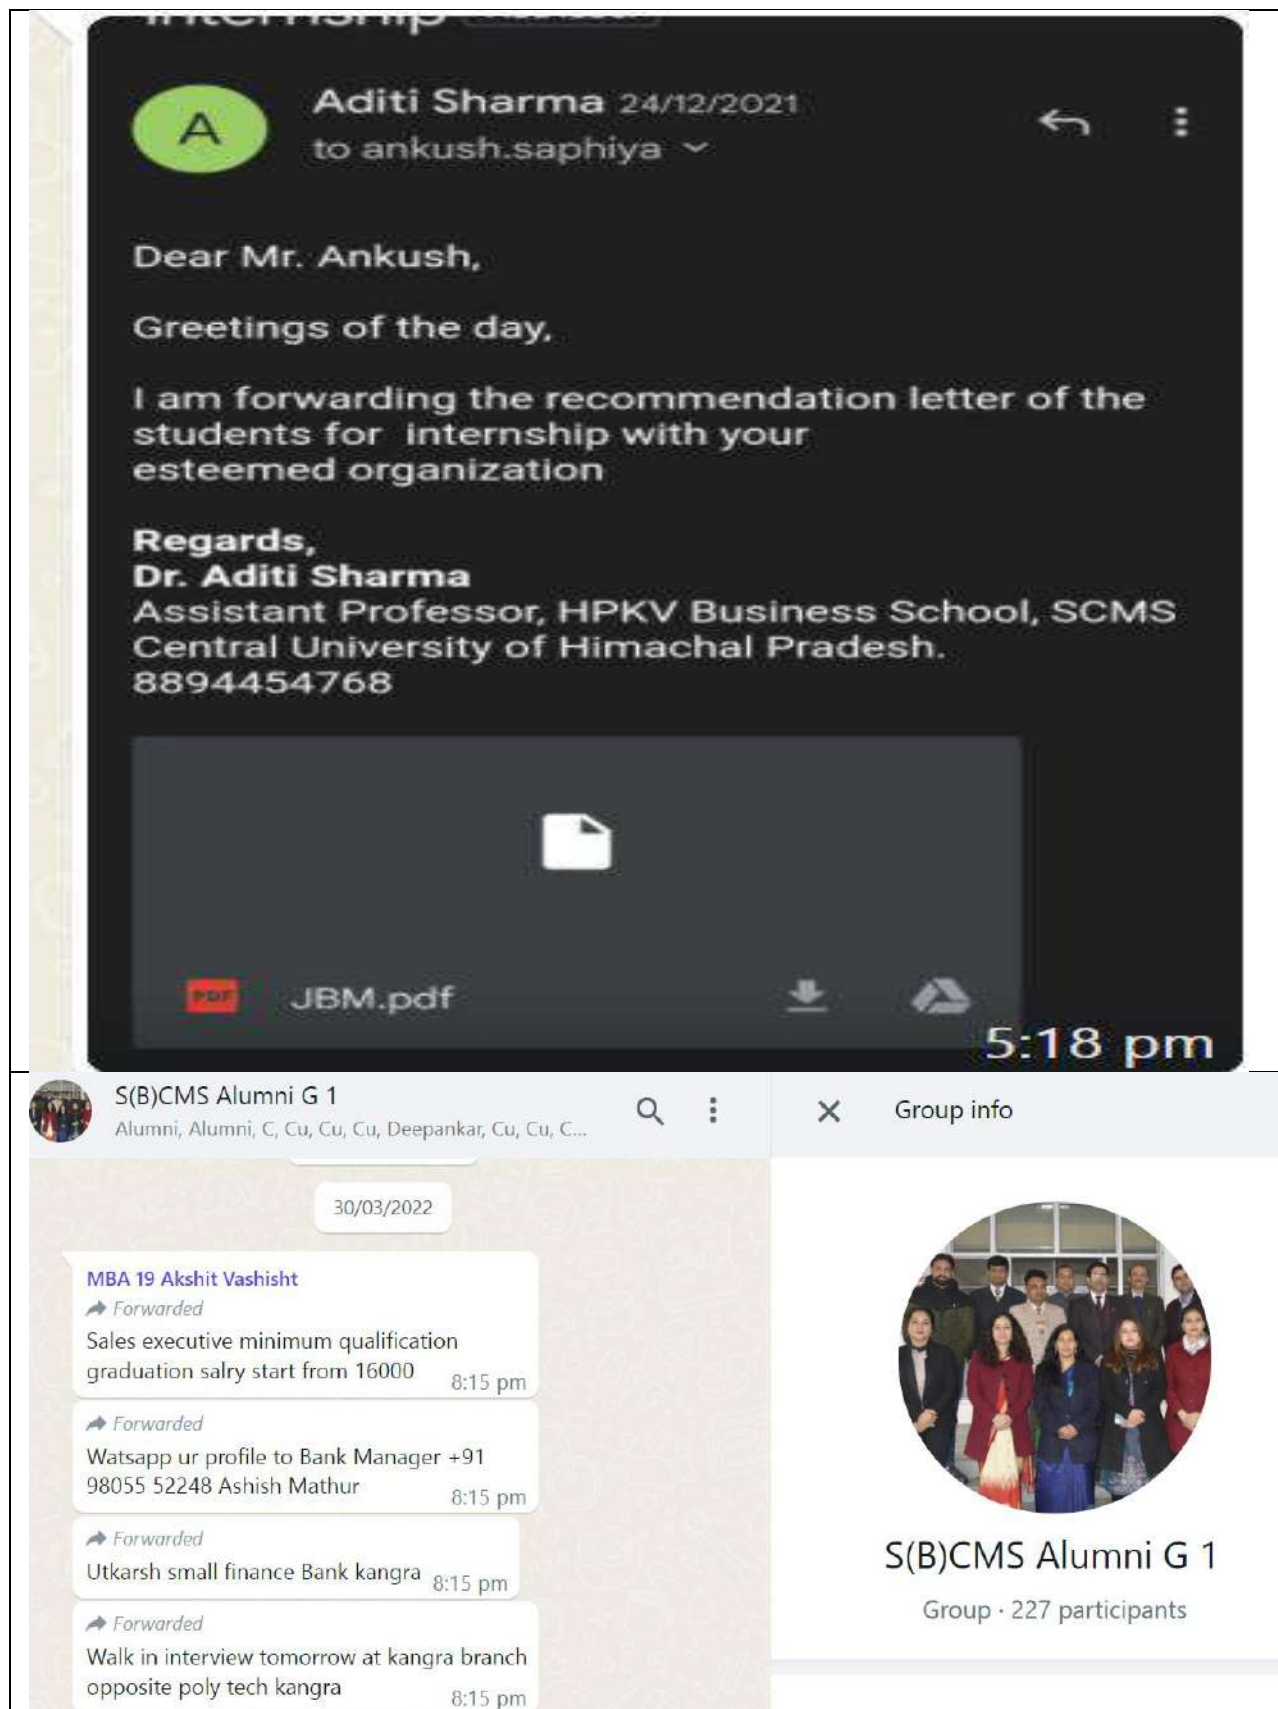 Internship
Aditi Sharma 24/12/2021
to ankush.saphiya
A
Dear Mr. Ankush,
Greetings of the day,
I am forwarding the recommendation letter of the
students for internship with your
esteemed organization
Regards,
Dr. Aditi Sharma
Assistant Professor, HPKV Business School, SCMS
Central University of Himachal Pradesh.
8894454768
PDF JBM.pdf
5:18 pm
S(B)CMS Alumni G 1
Alumni, Alumni, C, Cu, Cu, Cu, Deepankar, Cu, Cu, C...
30/03/2022
MBA 19 Akshit Vashisht
Forwarded
Sales executive minimum qualification
graduation salry start from 16000 8:15 pm
Forwarded
Watsapp ur profile to Bank Manager +91
98055 52248 Ashish Mathur 8:15 pm
Forwarded
Utkarsh small finance Bank kangra 8:15 pm
Forwarded
Walk in interview tomorrow at kangra branch
opposite poly tech kangra 8:15 pm
Group info
S(B)CMS Alumni G 1
Group · 227 participants